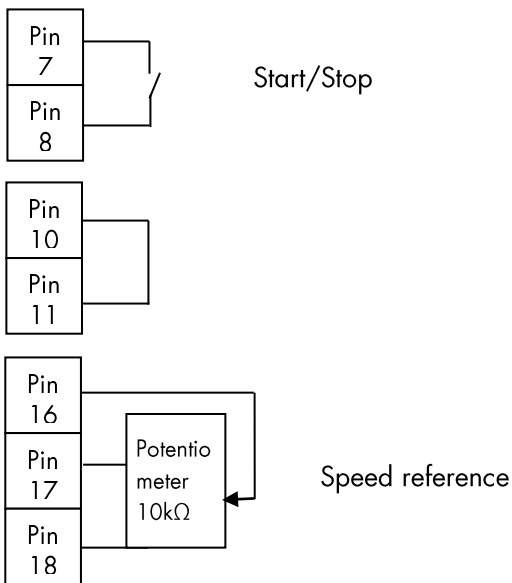 Pin
7
Start/Stop
Pin
8
Pin
10
Pin
11
Pin
16
Potentio
Pin
17
meter
10kΩ
Speed reference
Pin
18